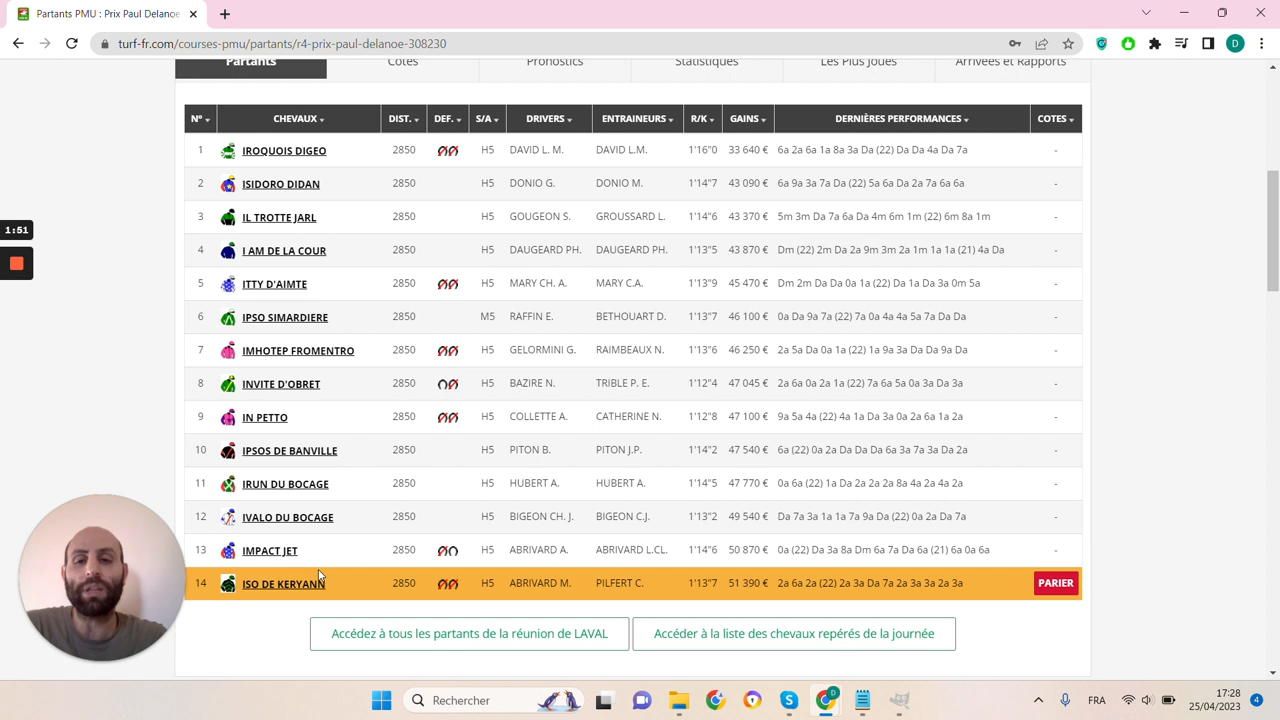 Partants PMU : Prix Paul Delanoe
turf-fr.com/courses-pmu/partants/r4-prix-paul-delanoe-308230
D
Partants Cotes Pronostics Statistiques Les Plus Joués Arrivées et Rapports
N° CHEVAUX DIST. DEF. S/A DRIVERS ENTRAINEURS R/K GAINS DERNIÈRES PERFORMANCES COTES
1 IROQUOIS DIGEO 2850 H5 DAVID L. M. DAVID L.M. 1'16"0 33 640 € 6a 2a 6a 1a 8a 3a Da (22) Da Da 4a Da 7a -
2 ISIDORO DIDAN 2850 H5 DONIO G. DONIO M. 1'14"7 43 090 € 6a 9a 3a 7a Da (22) 5a 6a Da 2a 7a 6a 6a -
1:51
3 IL TROTTE JARL 2850 H5 GOUGEON S. GROUSSARD L. 1'14"6 43 370 € 5m 3m Da 7a 6a Da 4m 6m 1m (22) 6m 8a 1m -
4 I AM DE LA COUR 2850 H5 DAUGEARD PH. DAUGEARD PH. 1'13"5 43 870 € Dm (22) 2m Da 2a 9m 3m 2a 1m 1a 1a (21) 4a Da -
5 ITTY D'AIMTE 2850 H5 MARY CH. A. MARY C.A. 1'13"9 45 470 € Dm 2m Da Da 0a 1a (22) Da 1a Da 3a 0m 5a -
6 IPSO SIMARDIERE 2850 M5 RAFFIN E. BETHOUART D. 1'13"7 46 100 € 0a Da 9a 7a (22) 7a 0a 4a 4a 5a 7a Da Da -
7 IMHOTEP FROMENTRO 2850 H5 GELORMINI G. RAIMBEAUX N. 1'13"6 46 250 € 2a 5a Da 0a 1a (22) 1a 9a 3a Da Da 9a Da -
8 INVITE D'OBRET 2850 H5 BAZIRE N. TRIBLE P. E. 1'12"4 47 045 € 2a 6a 0a 2a 1a (22) 7a 6a 5a 0a 3a Da 3a -
9 IN PETTO 2850 H5 COLLETTE A. CATHERINE N. 1'12"8 47 100 € 9a 5a 4a (22) 4a 1a Da 3a 0a 2a 6a 1a 2a -
10 IPSOS DE BANVILLE 2850 H5 PITON B. PITON J.P. 1'14"2 47 540 € 6a (22) 0a 2a Da Da Da 6a 3a 7a 3a Da 2a -
11 IRUN DU BOCAGE 2850 H5 HUBERT A. HUBERT A. 1'14"5 47 770 € 0a 6a (22) 1a Da 2a 2a 2a 8a 4a 2a 4a 2a -
12 IVALO DU BOCAGE 2850 H5 BIGEON CH. J. BIGEON C.J. 1'13"2 49 540 € Da 7a 3a 1a 1a 7a 9a Da (22) 0a 2a Da 7a -
13 IMPACT JET 2850 H5 ABRIVARD A. ABRIVARD L.CL. 1'14"6 50 870 € 0a (22) Da 3a 8a Dm 6a 7a Da 6a (21) 6a 0a 6a -
14 ISO DE KERYANN 2850 H5 ABRIVARD M. PILFERT C. 1'13"7 51 390 € 2a 6a 2a (22) 2a 3a Da 7a 2a 3a 3a 2a 3a PARIER
Accédez à tous les partants de la réunion de LAVAL Accéder à la liste des chevaux repérés de la journée
Rechercher D FRA 17:28
25/04/2023